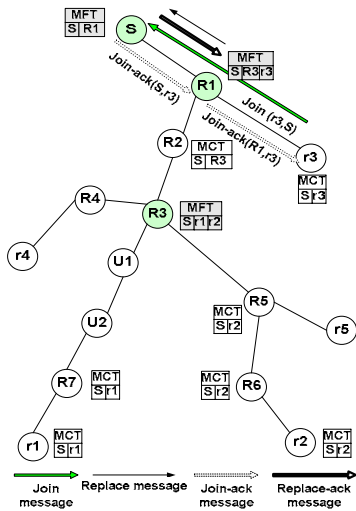 MFT
S R1
S
MFT
S R3 r3
Join-ack(S,r3)
R1
Join (r3,S)
Join-ack(R1,r3)
R2
MCT
S R3
r3
MCT
S r3
R4
R3
MFT
S r1 r2
r4
U1
R5
MCT
S r2
U2
r5
R7
MCT
S r1
MCT
S r2
R6
r1
MCT
S r1
r2
MCT
S r2
Join
message
Replace message
Join-ack
message
Replace-ack
message